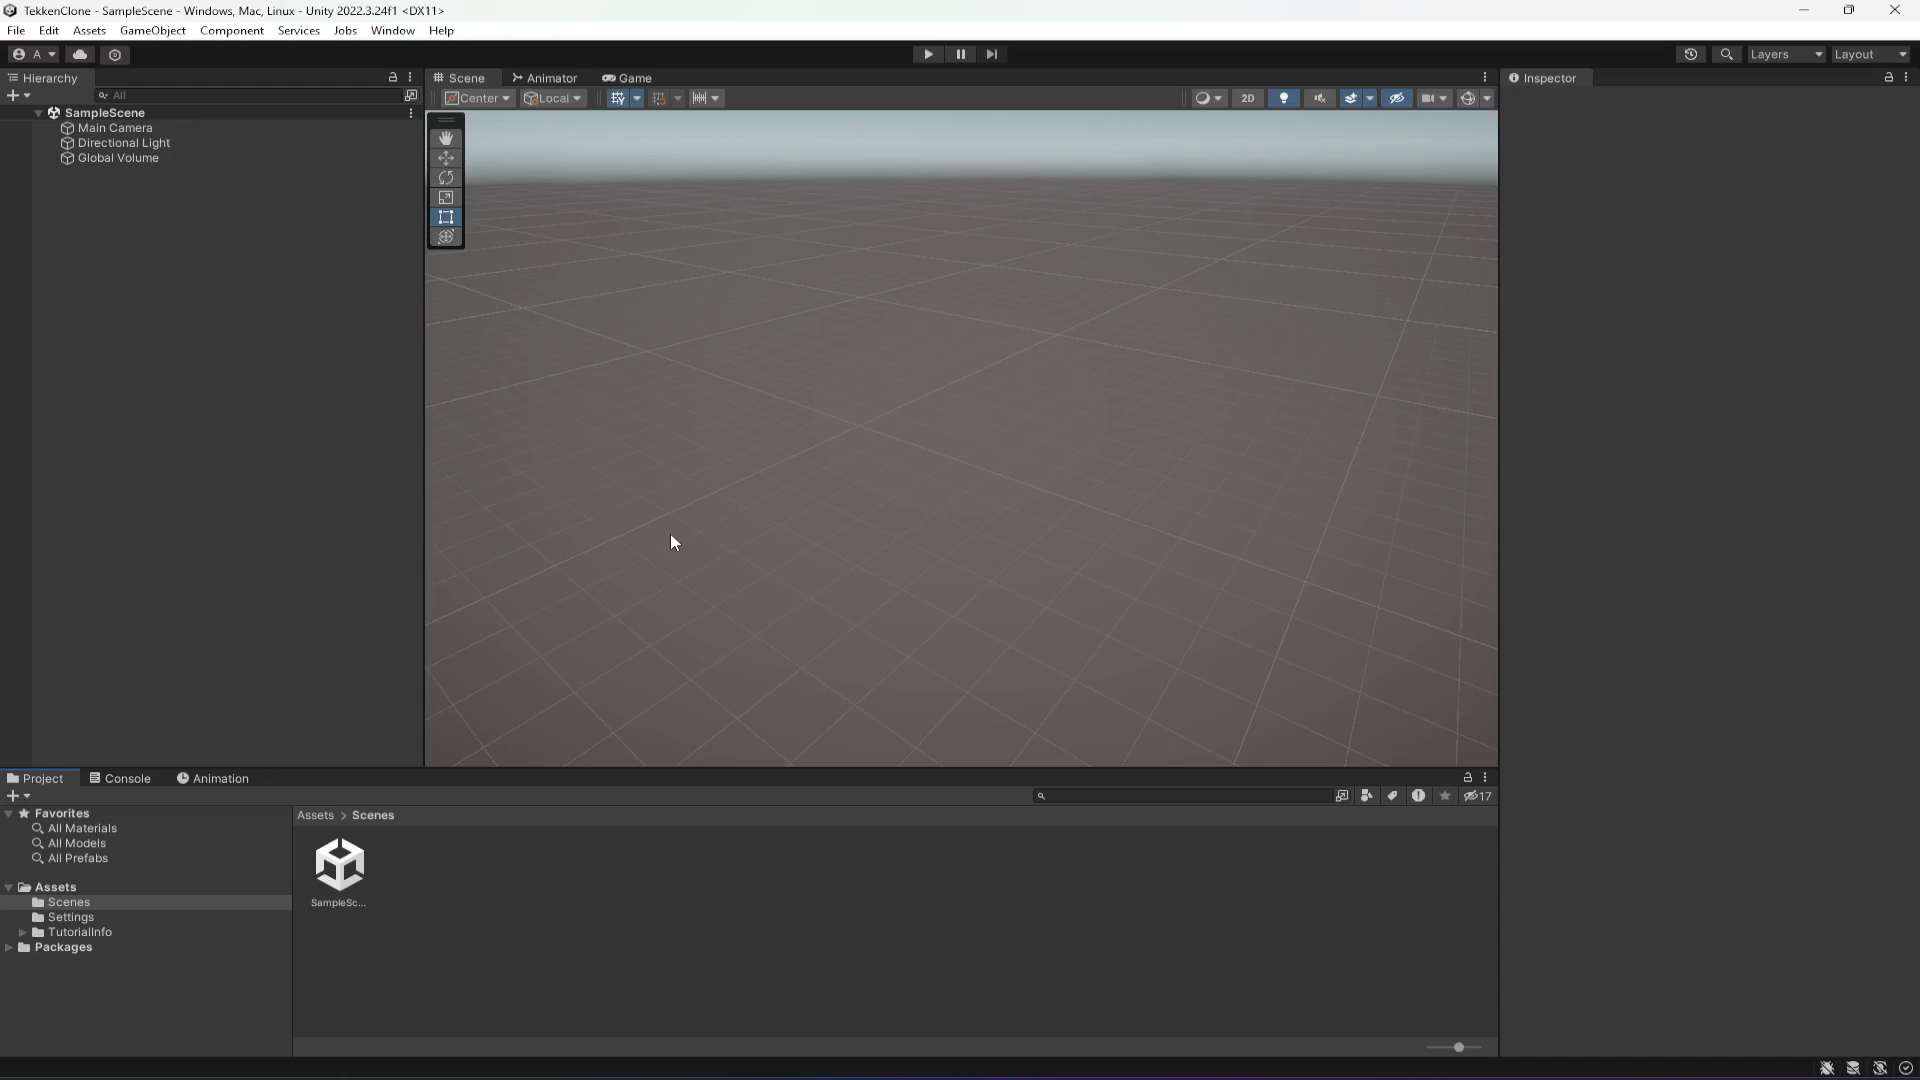 TekkenClone - SampleScene - Windows, Mac, Linux - Unity 2022.3.24f1 <DX11>
File Edit Assets GameObject Component Services Jobs Window Help
A Layers Layout
Hierarchy Scene Animator Game Inspector
All Center Local 2D
SampleScene
Main Camera
Directional Light
Global Volume
Project Console Animation
17
Favorites
All Materials
All Models
All Prefabs
Assets
Scenes
Settings
TutorialInfo
Packages
Assets > Scenes
SampleSc...